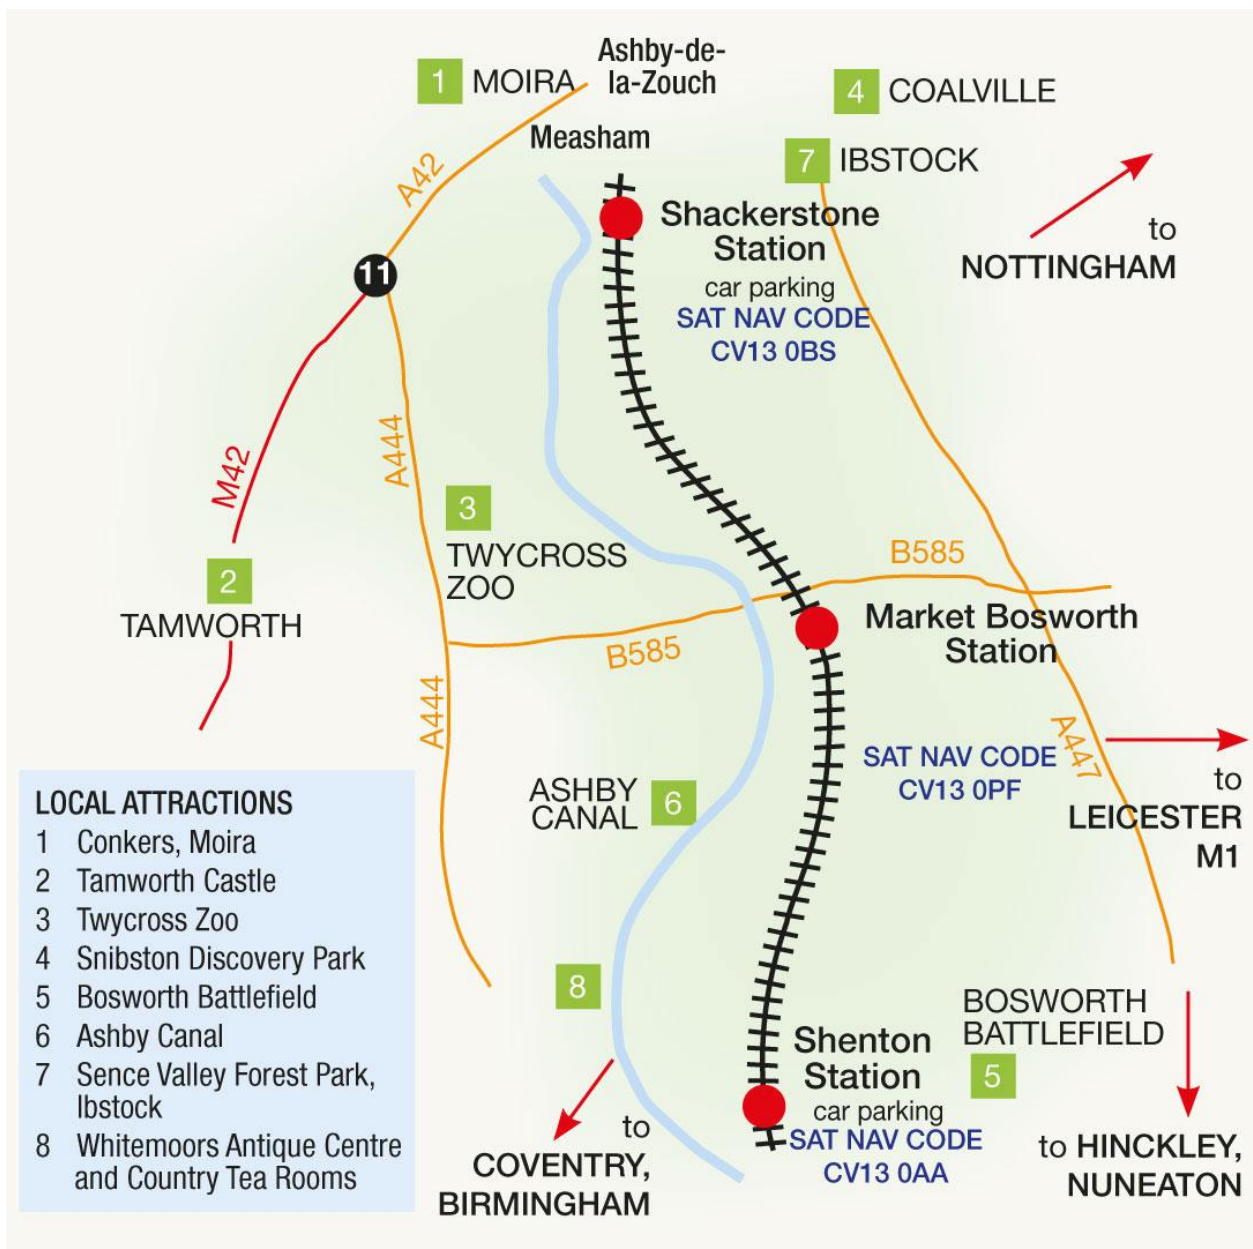 Ashby-de-
la-Zouch
1 MOIRA
4 COALVILLE
Measham
7 IBSTOCK
A42
Shackerstone
Station
car parking
SAT NAV CODE
CV13 0BS
to
NOTTINGHAM
11
M42
A444
3
TWYCROSS
ZOO
2
TAMWORTH
B585
B585
Market Bosworth
Station
A444
A447
SAT NAV CODE
CV13 0PF
to
LEICESTER
M1
ASHBY
CANAL
6
LOCAL ATTRACTIONS
1 Conkers, Moira
2 Tamworth Castle
3 Twycross Zoo
4 Snibston Discovery Park
5 Bosworth Battlefield
6 Ashby Canal
7 Sence Valley Forest Park,
Ibstock
8 Whitemoors Antique Centre
and Country Tea Rooms
8
BOSWORTH
BATTLEFIELD
5
Shenton
Station
car parking
SAT NAV CODE
CV13 0AA
to
COVENTRY,
BIRMINGHAM
to HINCKLEY,
NUNEATON